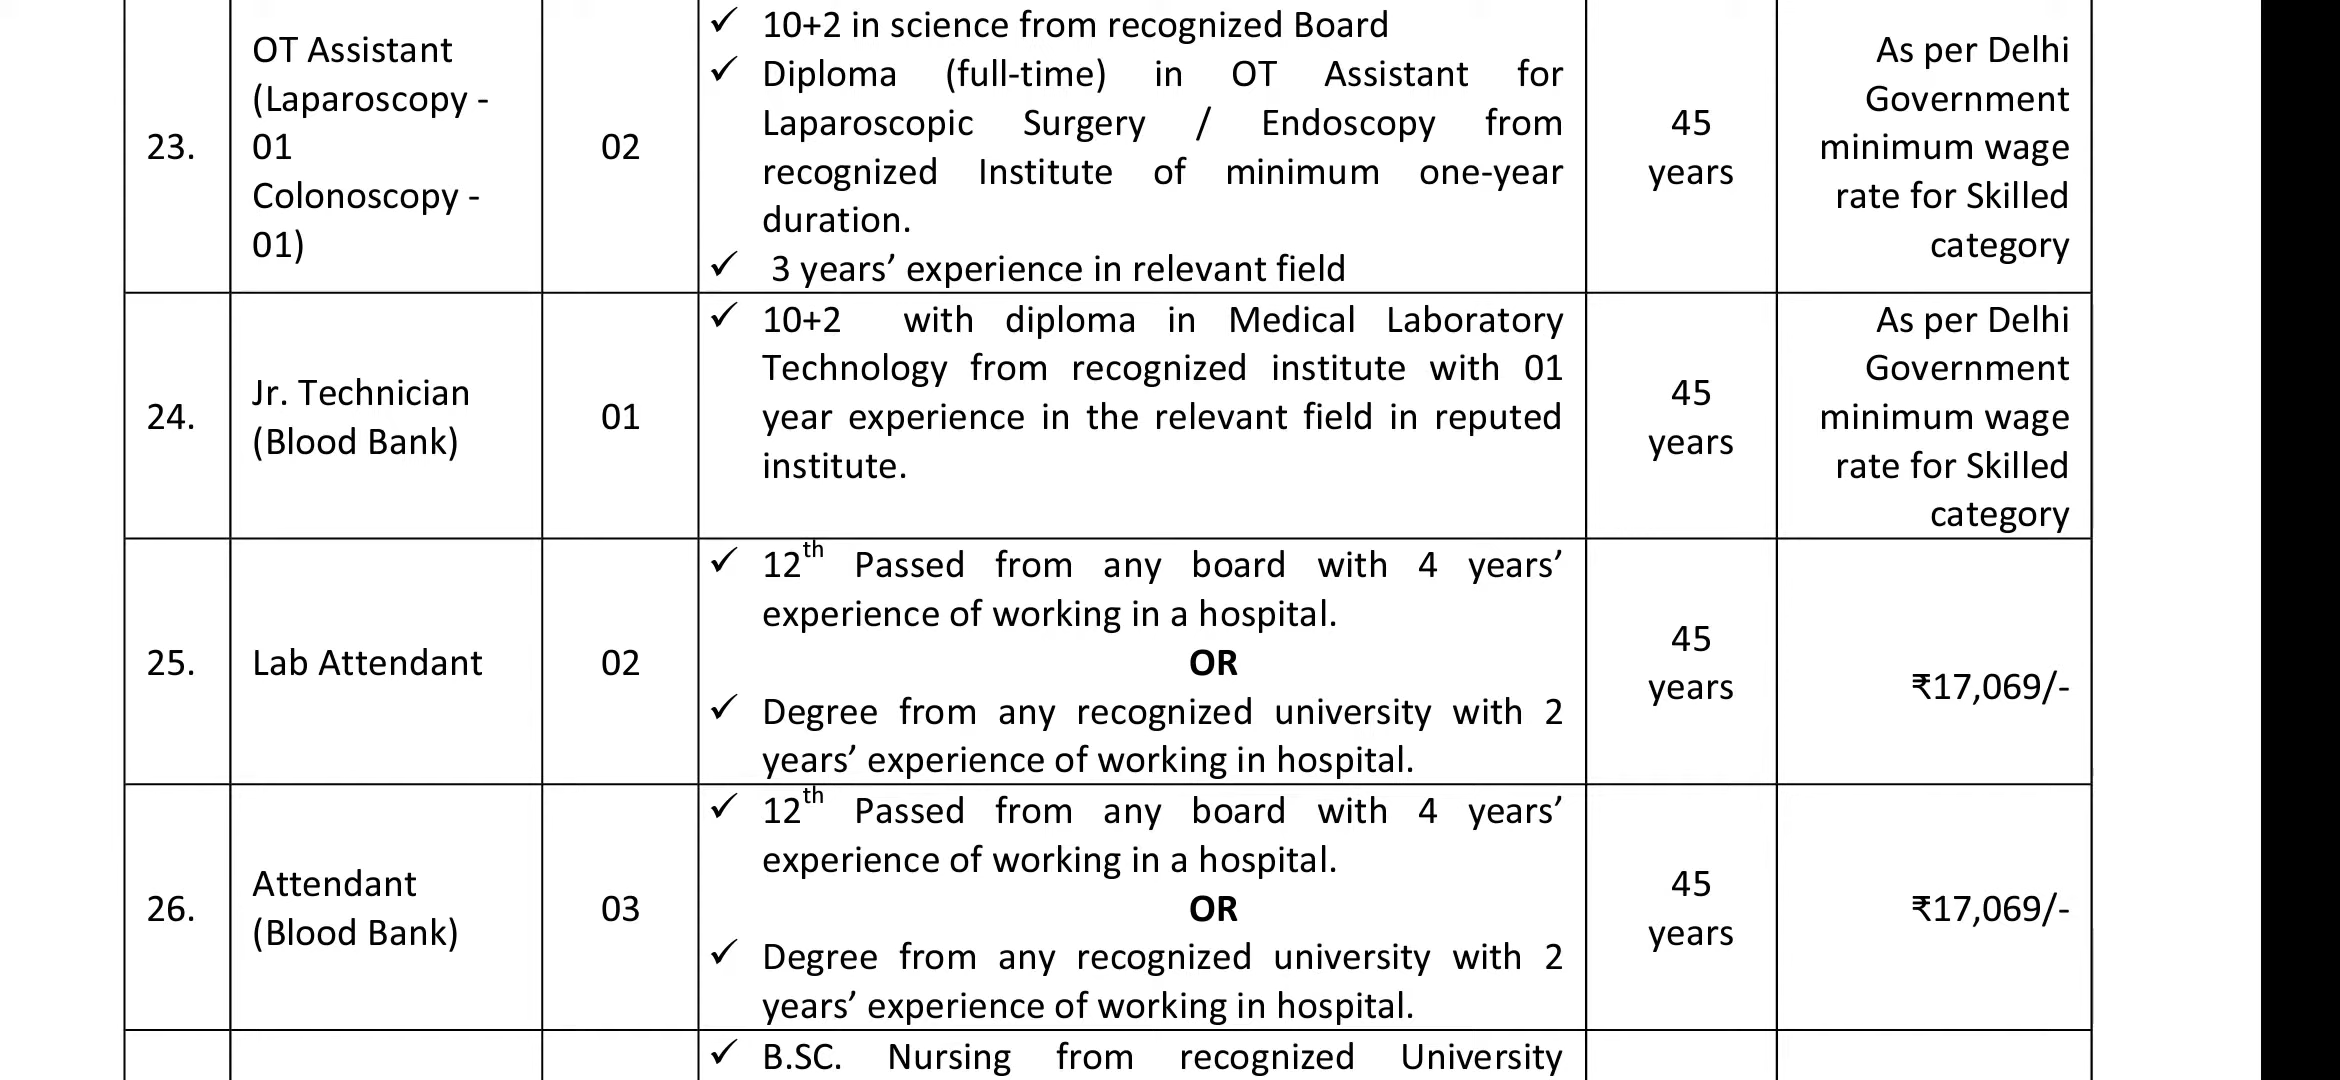 23.
OT Assistant
(Laparoscopy -
01
Colonoscopy -
01)
02
✓ 10+2 in science from recognized Board
✓ Diploma (full-time) in OT Assistant for
Laparoscopic Surgery / Endoscopy from
recognized Institute of minimum one-year
duration.
✓ 3 years’ experience in relevant field
45
years
As per Delhi
Government
minimum wage
rate for Skilled
category
24.
Jr. Technician
(Blood Bank)
01
✓ 10+2 with diploma in Medical Laboratory
Technology from recognized institute with 01
year experience in the relevant field in reputed
institute.
45
years
As per Delhi
Government
minimum wage
rate for Skilled
category
25.
Lab Attendant
02
✓ 12th Passed from any board with 4 years’
experience of working in a hospital.
OR
✓ Degree from any recognized university with 2
years’ experience of working in hospital.
45
years
₹17,069/-
26.
Attendant
(Blood Bank)
03
✓ 12th Passed from any board with 4 years’
experience of working in a hospital.
OR
✓ Degree from any recognized university with 2
years’ experience of working in hospital.
45
years
₹17,069/-
✓ B.SC. Nursing from recognized University